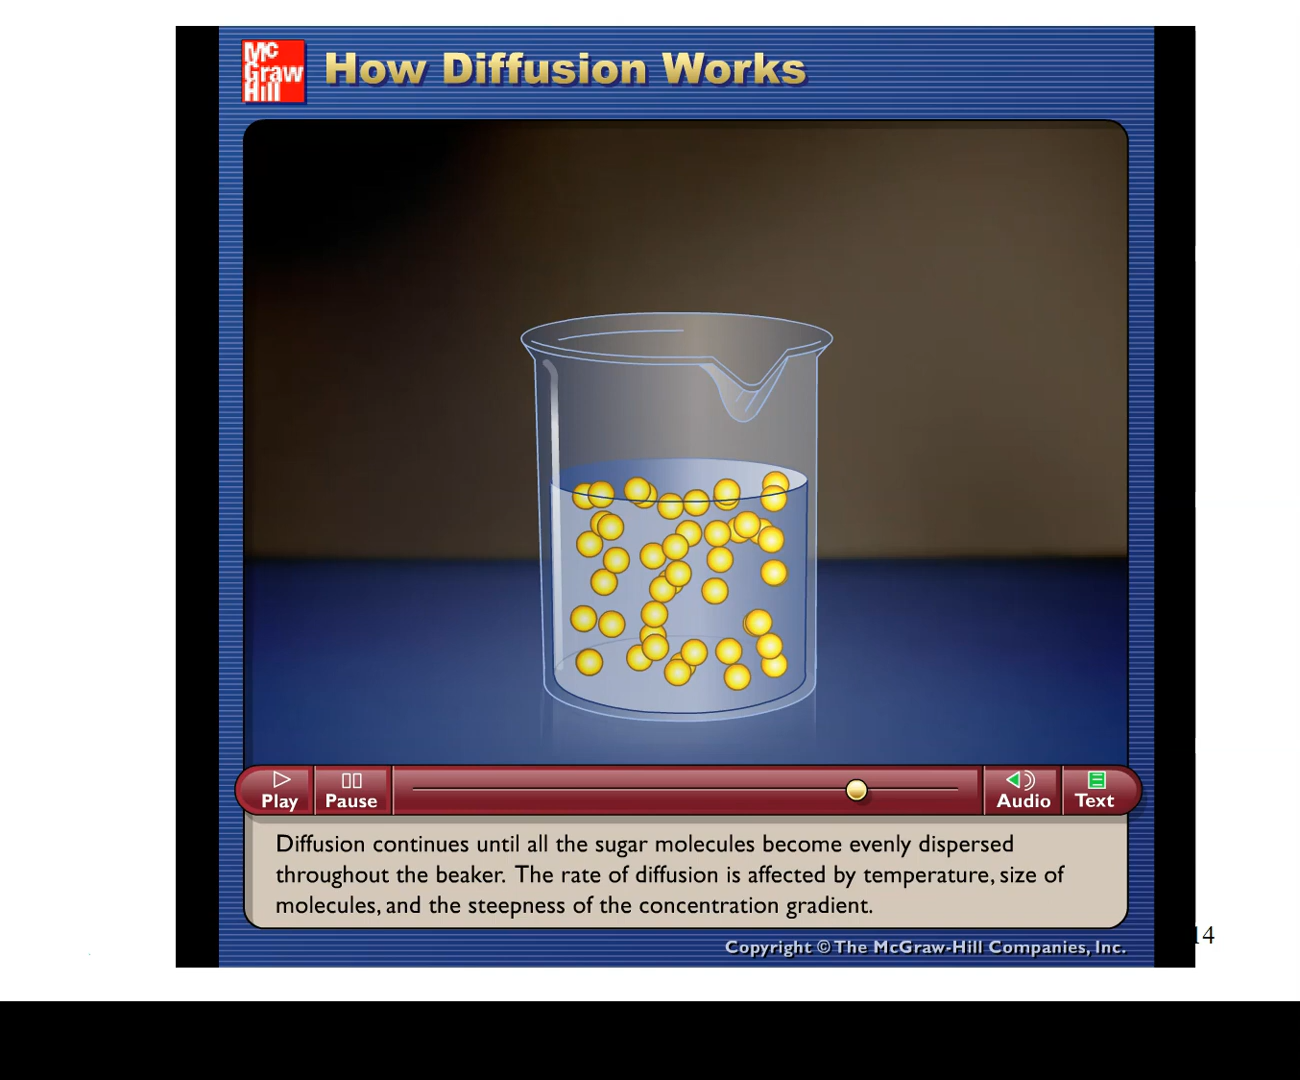 Mc
Graw
Hill
How Diffusion Works
Play
Pause
Audio
Text
Diffusion continues until all the sugar molecules become evenly dispersed
throughout the beaker. The rate of diffusion is affected by temperature, size of
molecules, and the steepness of the concentration gradient.
Copyright © The McGraw-Hill Companies, Inc.
14